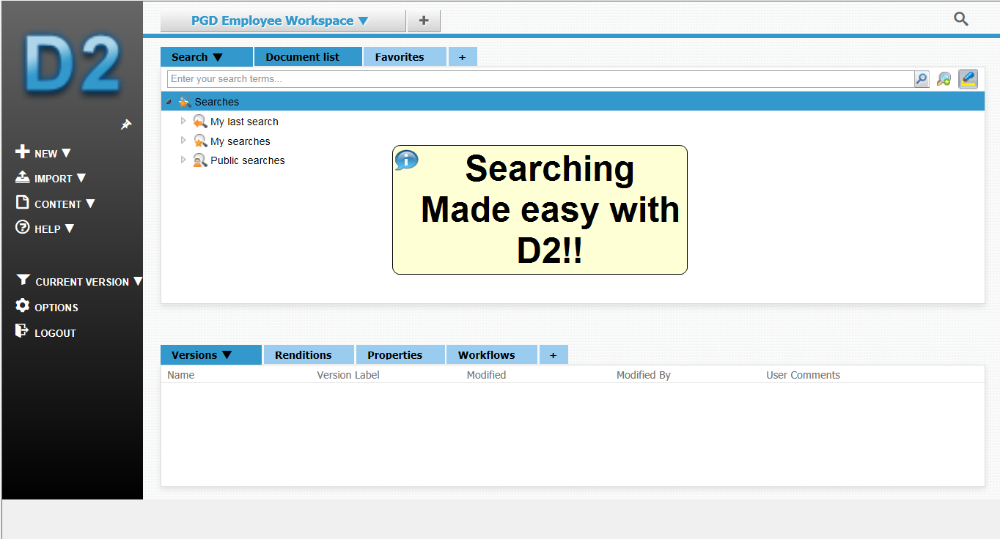 D2
PGD Employee Workspace
+
Search
Document list
Favorites
+
Enter your search terms...
Searches
My last search
My searches
Public searches
Searching
Made easy with
D2!!
NEW
IMPORT
CONTENT
HELP
CURRENT VERSION
OPTIONS
LOGOUT
Versions
Renditions
Properties
Workflows
+
Name
Version Label
Modified
Modified By
User Comments